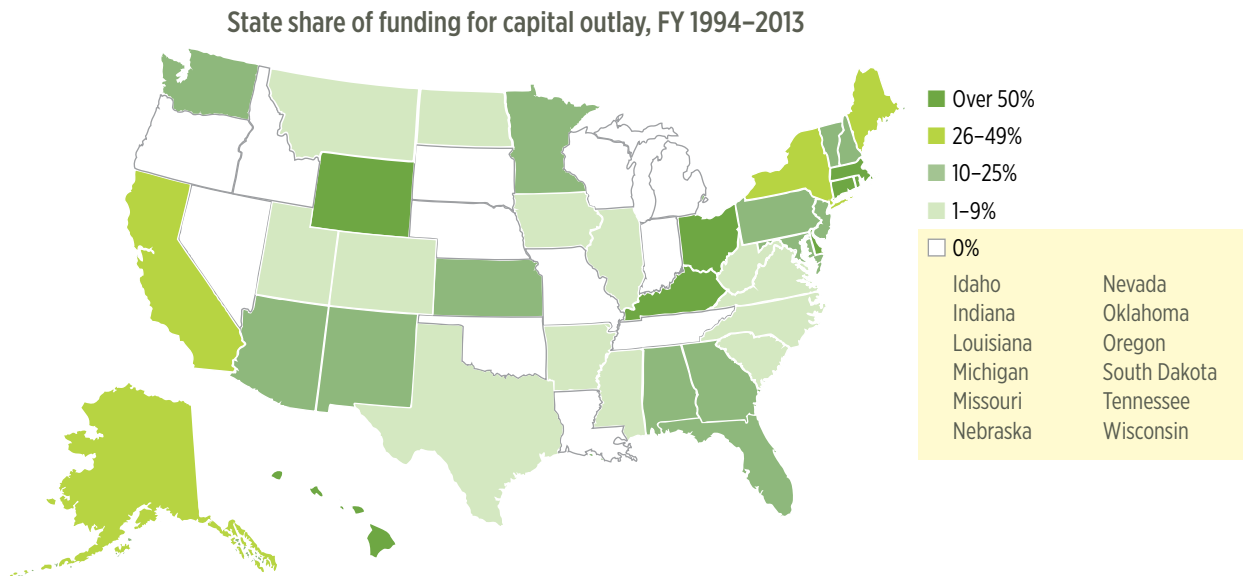 State share of funding for capital outlay, FY 1994–2013
Over 50%
26–49%
10–25%
1–9%
0%
Idaho
Indiana
Louisiana
Michigan
Missouri
Nebraska
Nevada
Oklahoma
Oregon
South Dakota
Tennessee
Wisconsin